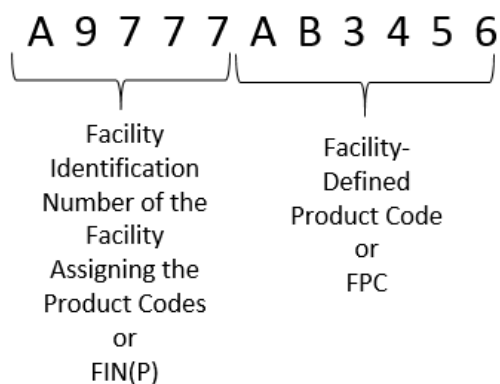 A 9 7 7 7 A B 3 4 5 6
Facility
Identification
Number of the
Facility
Assigning the
Product Codes
or
FIN(P)
Facility-
Defined
Product Code
or
FPC